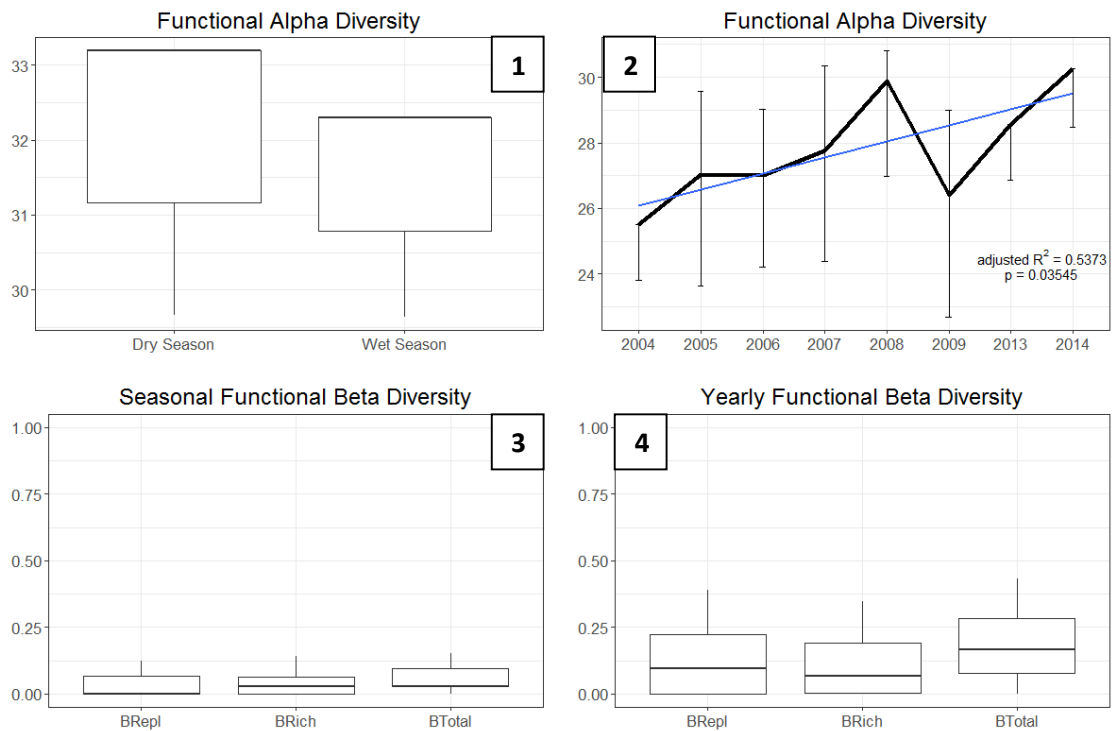 Functional Alpha Diversity
1
33
32
31
30
Dry Season
Wet Season
Functional Alpha Diversity
2
30
28
26
24
adjusted R² = 0.5373
p = 0.03545
2004 2005 2006 2007 2008 2009 2013 2014
Seasonal Functional Beta Diversity
3
1.00
0.75
0.50
0.25
0.00
BRepl BRich BTotal
Yearly Functional Beta Diversity
4
1.00
0.75
0.50
0.25
0.00
BRepl BRich BTotal